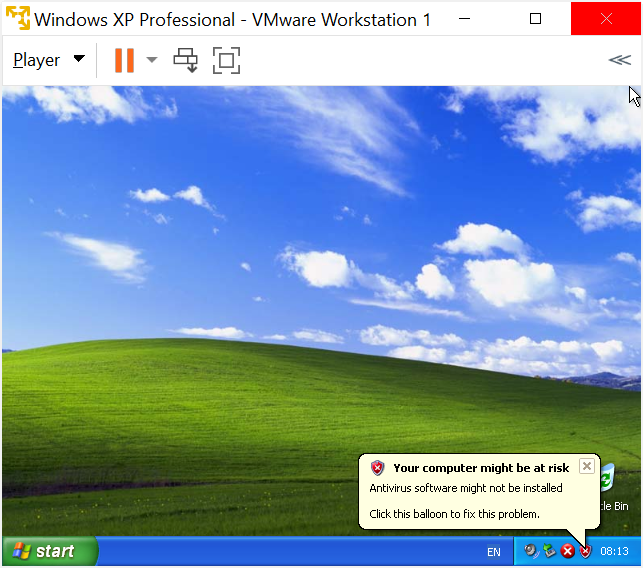 Windows XP Professional - VMware Workstation 1
Player
Your computer might be at risk
Antivirus software might not be installed
Click this balloon to fix this problem.
Bin
start
EN
08:13